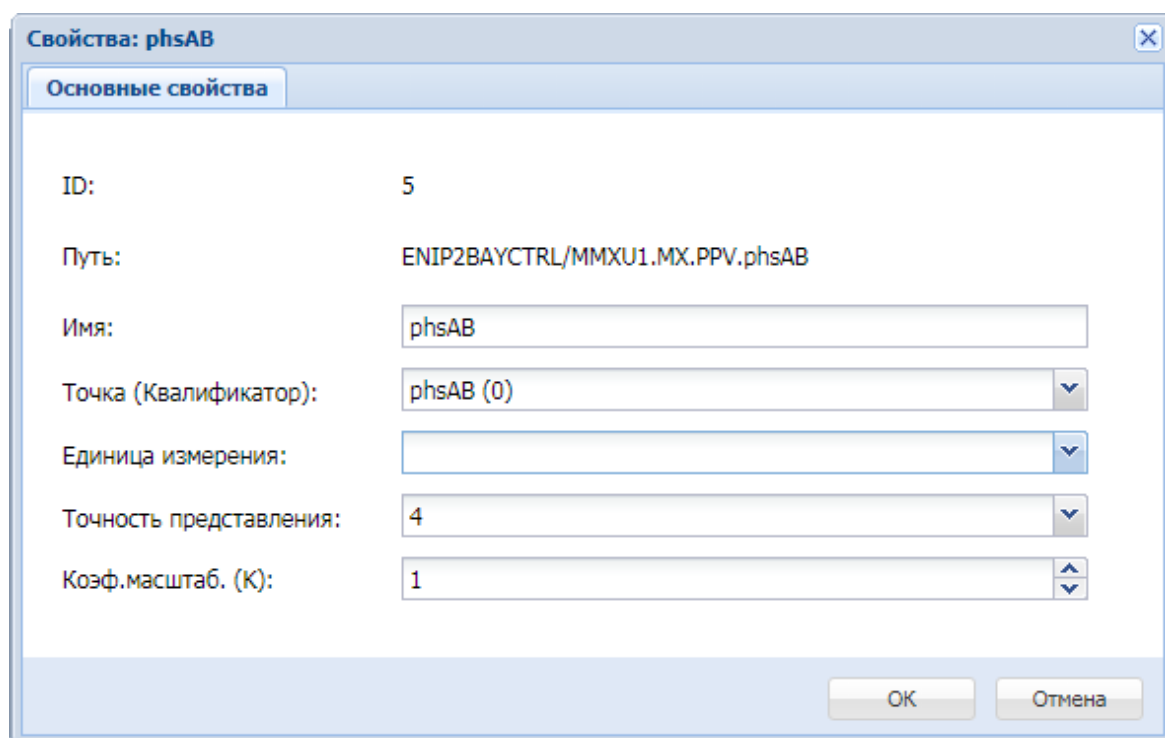 Свойства: phsAB
Основные свойства
ID: 5
Путь: ENIP2BAYCTRL/MMXU1.MX.PPV.phsAB
Имя: phsAB
Точка (Квалификатор): phsAB (0)
Единица измерения:
Точность представления: 4
Коэф.масштаб. (К): 1
ОК Отмена